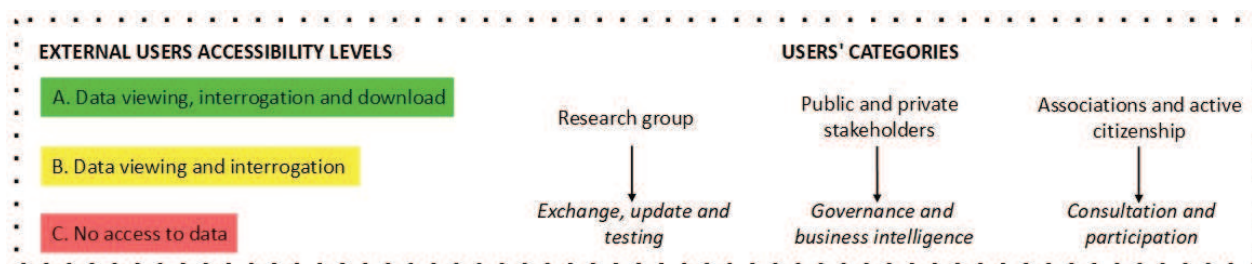 EXTERNAL USERS ACCESSIBILITY LEVELS
A. Data viewing, interrogation and download
B. Data viewing and interrogation
C. No access to data
USERS' CATEGORIES
Research group
Exchange, update and
testing
Public and private
stakeholders
Governance and
business intelligence
Associations and active
citizenship
Consultation and
participation